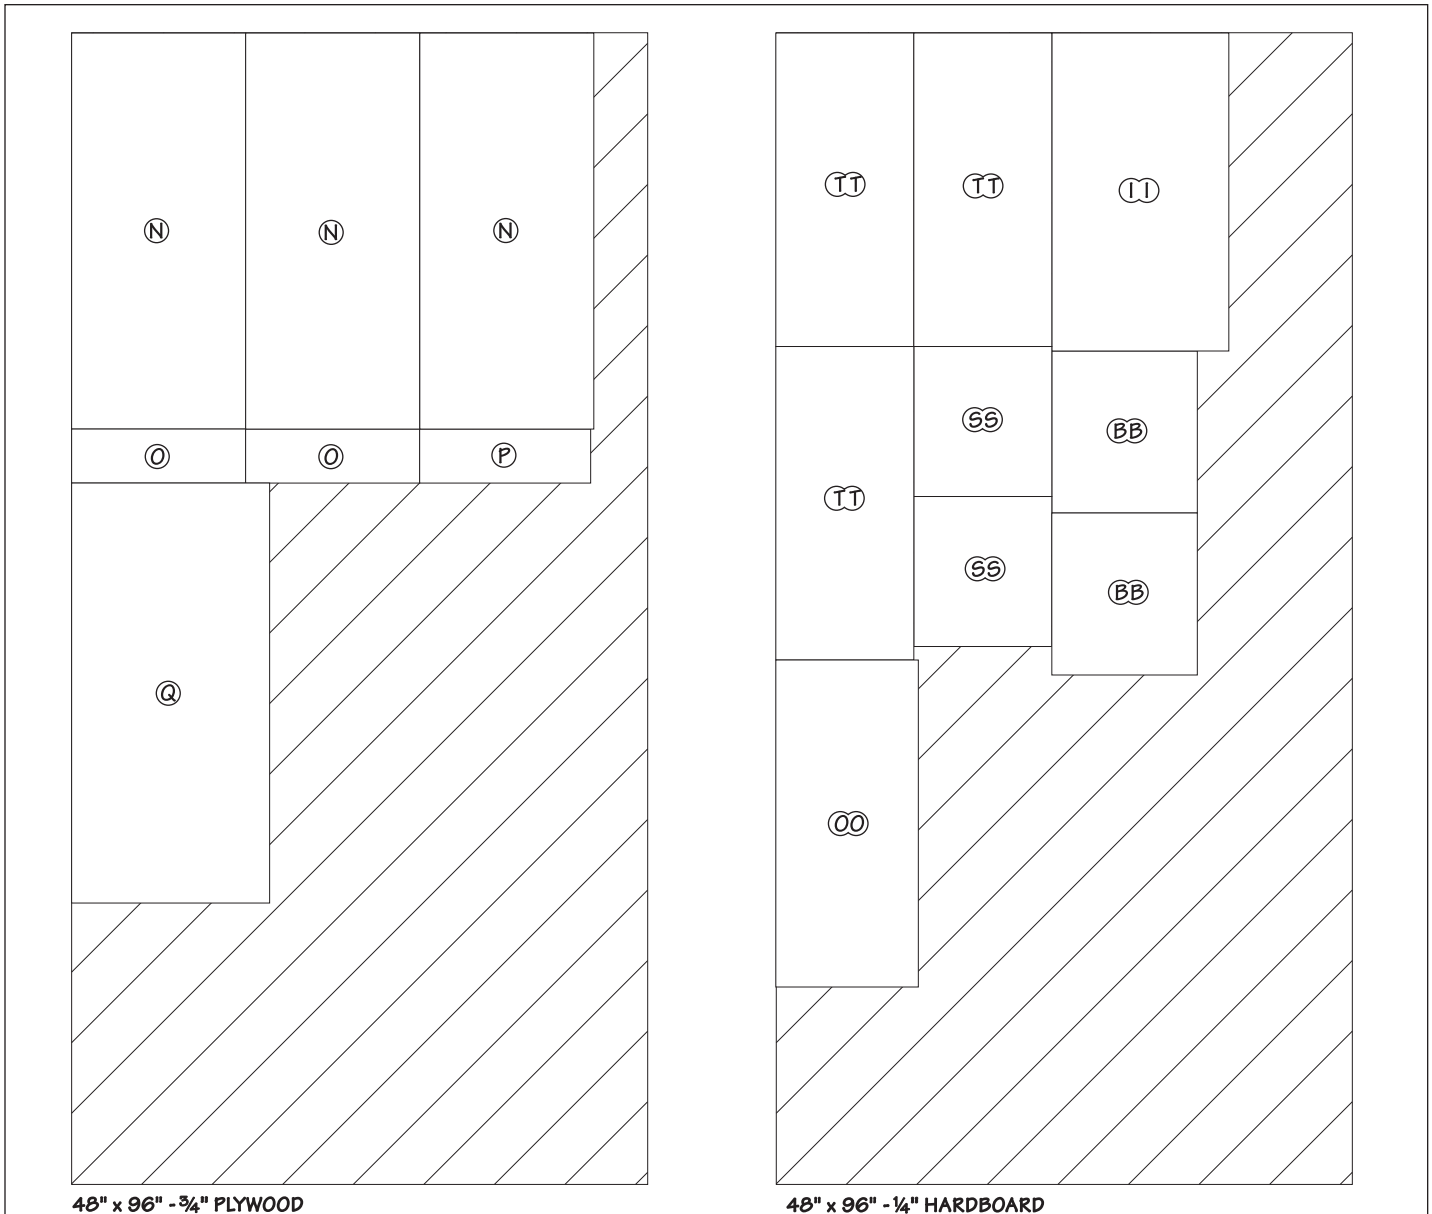 N N N
O O P
Q
48" x 96" - ¾" PLYWOOD
TT TT II
TT SS BB
SS BB
OO
48" x 96" - ¼" HARDBOARD